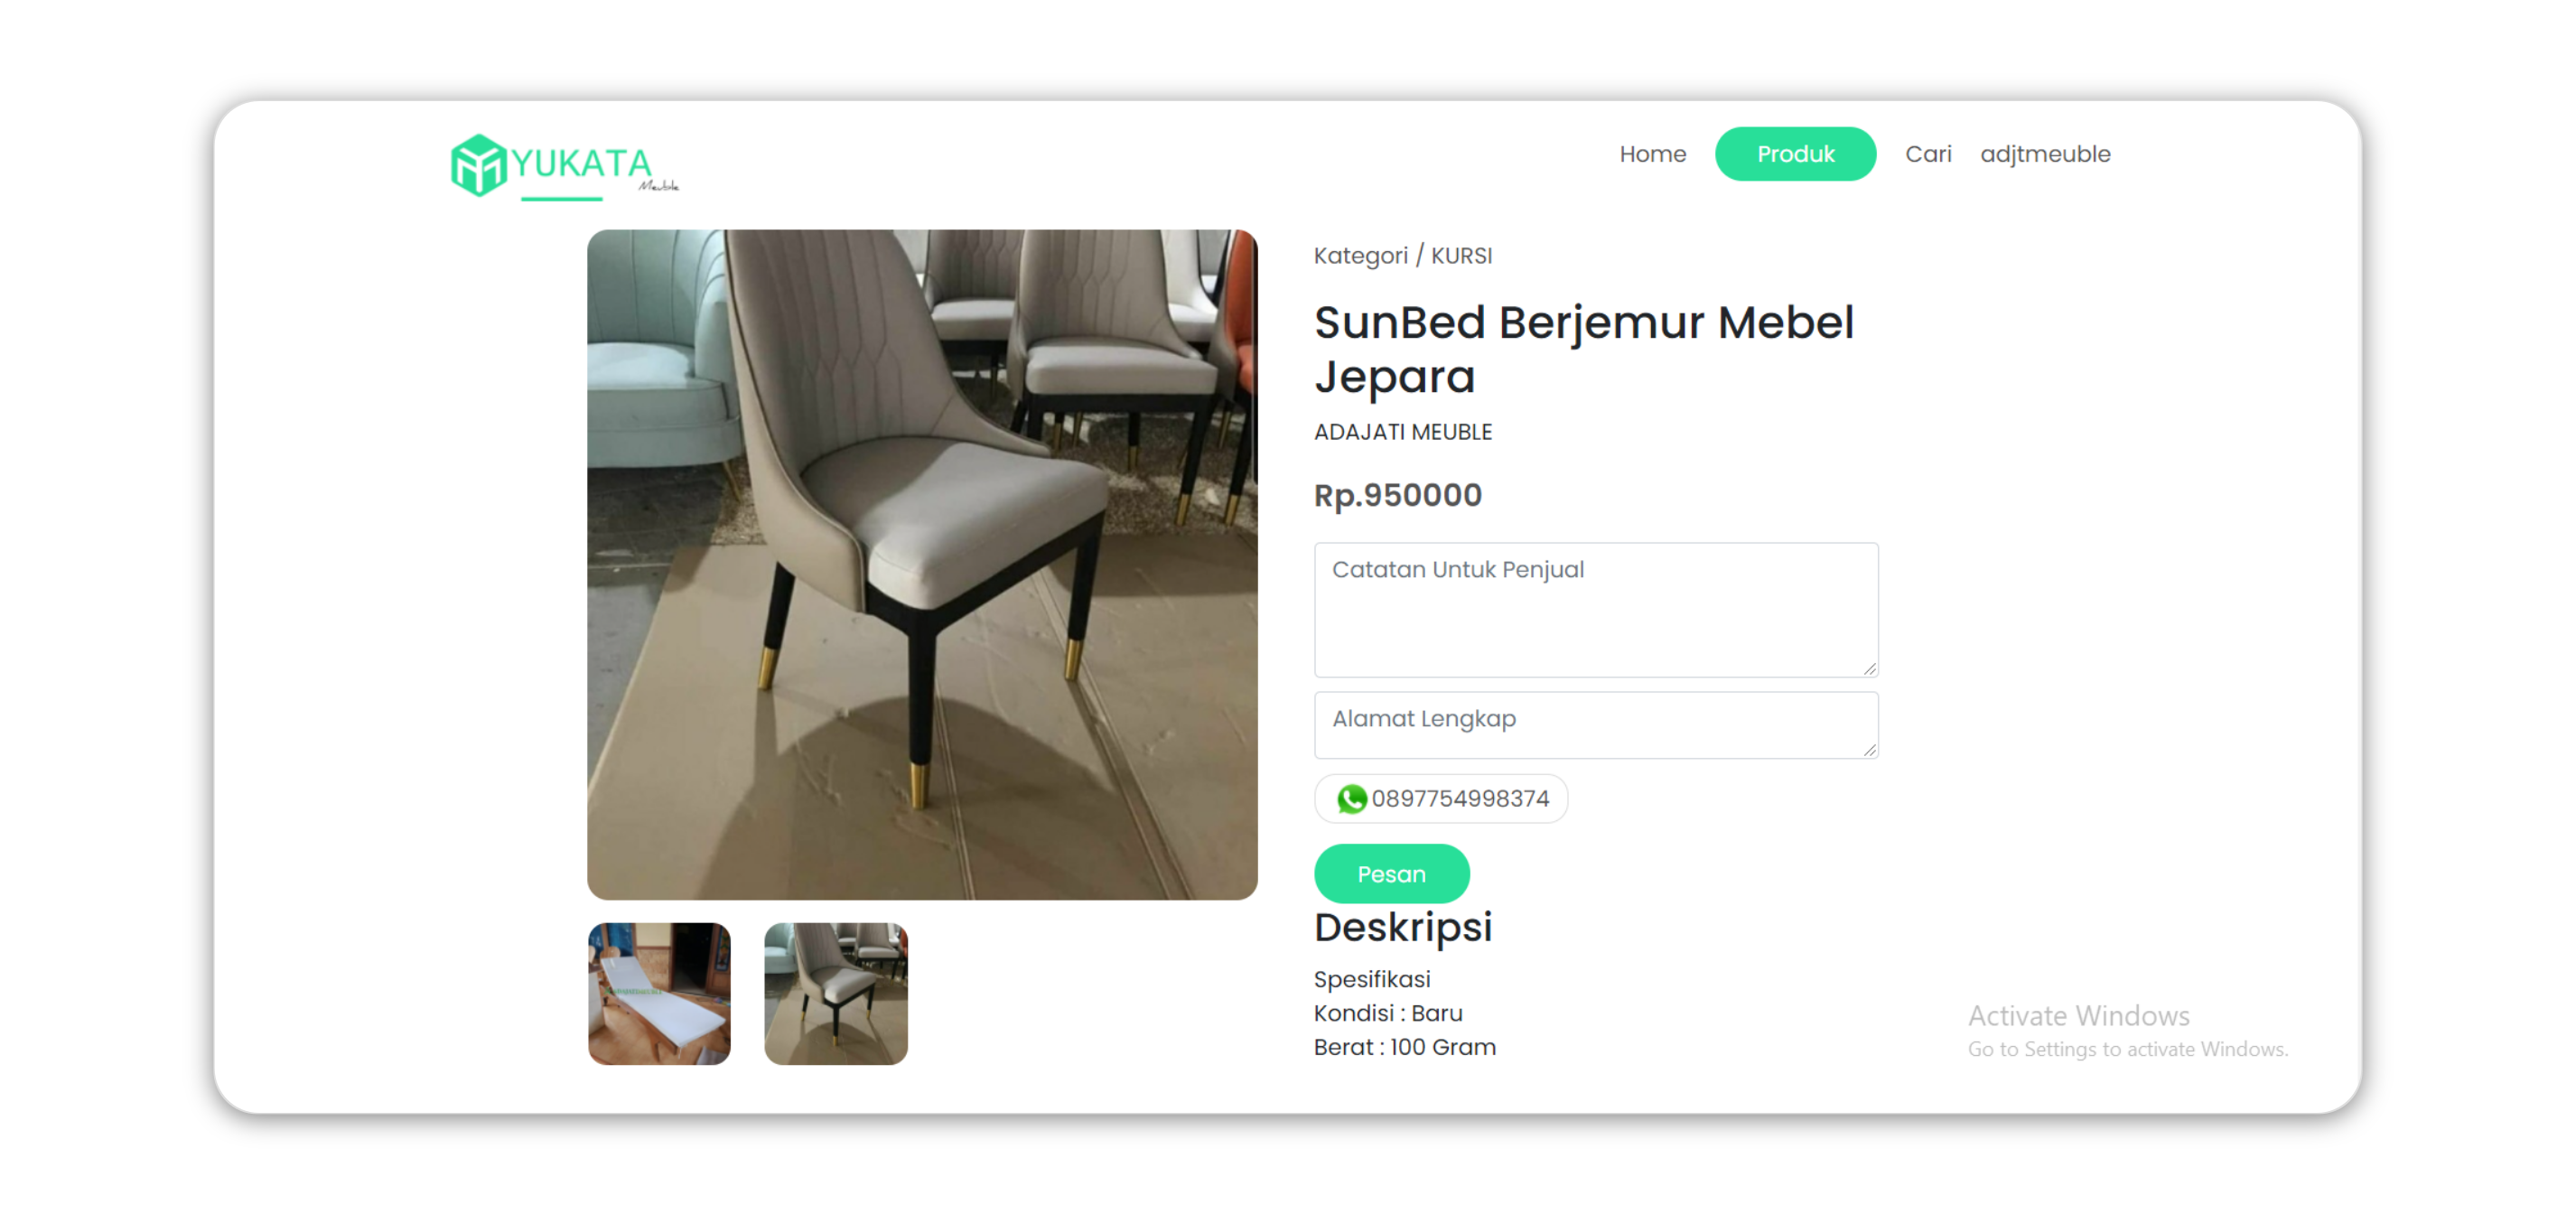 YUKATA
Meuble
Home
Produk
Cari
adjtmeuble
Kategori / KURSI
SunBed Berjemur Mebel
Jepara
ADAJATI MEUBLE
Rp.950000
Catatan Untuk Penjual
Alamat Lengkap
0897754998374
Pesan
Deskripsi
Spesifikasi
Kondisi : Baru
Berat : 100 Gram
Activate Windows
Go to Settings to activate Windows.